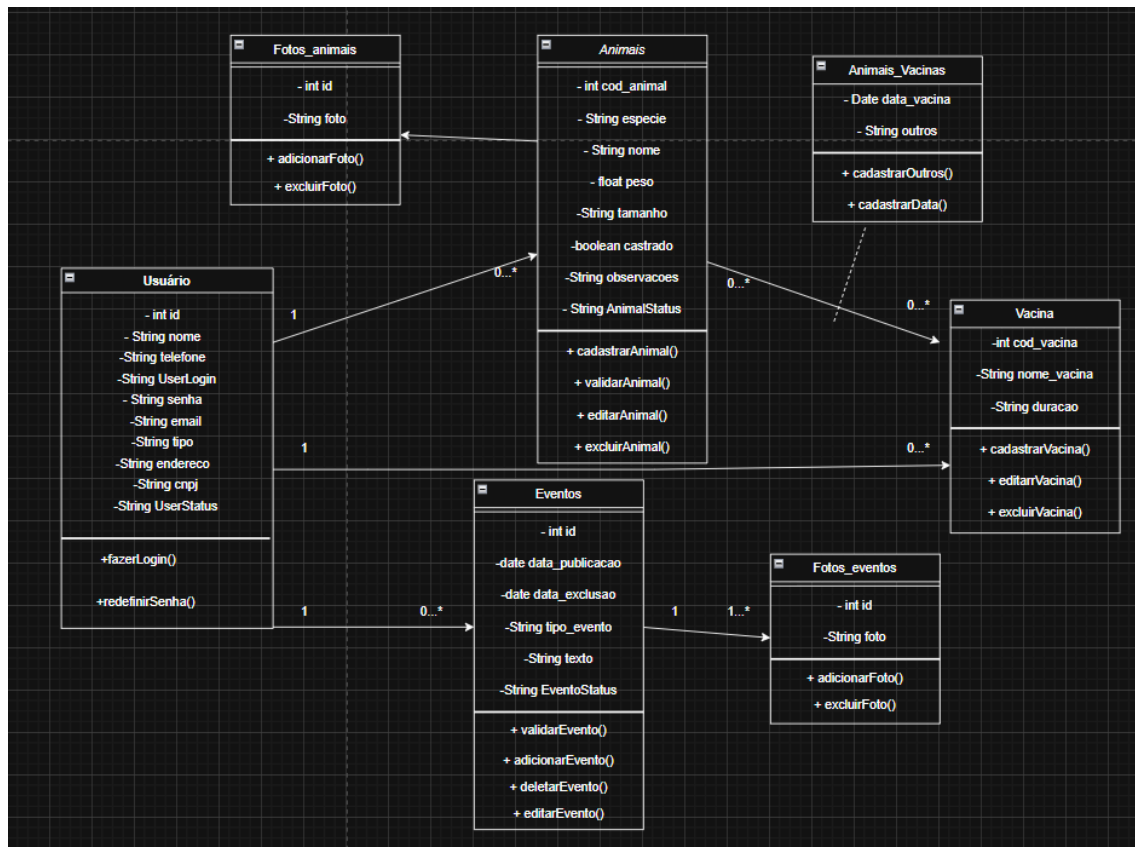 Fotos_animais
- int id
-String foto
+ adicionarFoto()
+ excluirFoto()
Animais
- int cod_animal
- String especie
- String nome
- float peso
-String tamanho
-boolean castrado
-String observacoes
- String AnimalStatus
+ cadastrarAnimal()
+ validarAnimal()
+ editarAnimal()
+ excluirAnimal()
Animais_Vacinas
- Date data_vacina
- String outros
+ cadastrarOutros()
+ cadastrarData()
Usuário
- int id
- String nome
-String telefone
-String UserLogin
- String senha
-String email
-String tipo
-String endereco
-String cnpj
-String UserStatus
+fazerLogin()
+redefinirSenha()
1
0...*
0...*
0...*
Vacina
-int cod_vacina
-String nome_vacina
-String duracao
+ cadastrarVacina()
+ editarrVacina()
+ excluirVacina()
1
0...*
Eventos
- int id
-date data_publicacao
-date data_exclusao
-String tipo_evento
-String texto
-String EventoStatus
+ validarEvento()
+ adicionarEvento()
+ deletarEvento()
+ editarEvento()
1
0...*
1
1...*
Fotos_eventos
- int id
-String foto
+ adicionarFoto()
+ excluirFoto()